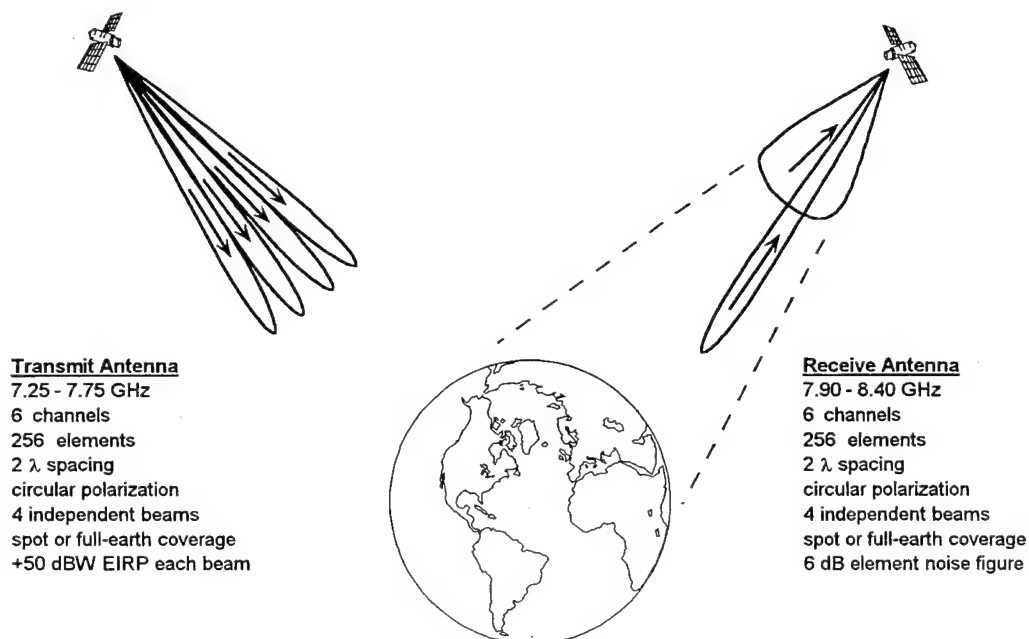 Transmit Antenna
7.25 - 7.75 GHz
6 channels
256 elements
2 λ spacing
circular polarization
4 independent beams
spot or full-earth coverage
+50 dBW EIRP each beam
Receive Antenna
7.90 - 8.40 GHz
6 channels
256 elements
2 λ spacing
circular polarization
4 independent beams
spot or full-earth coverage
6 dB element noise figure